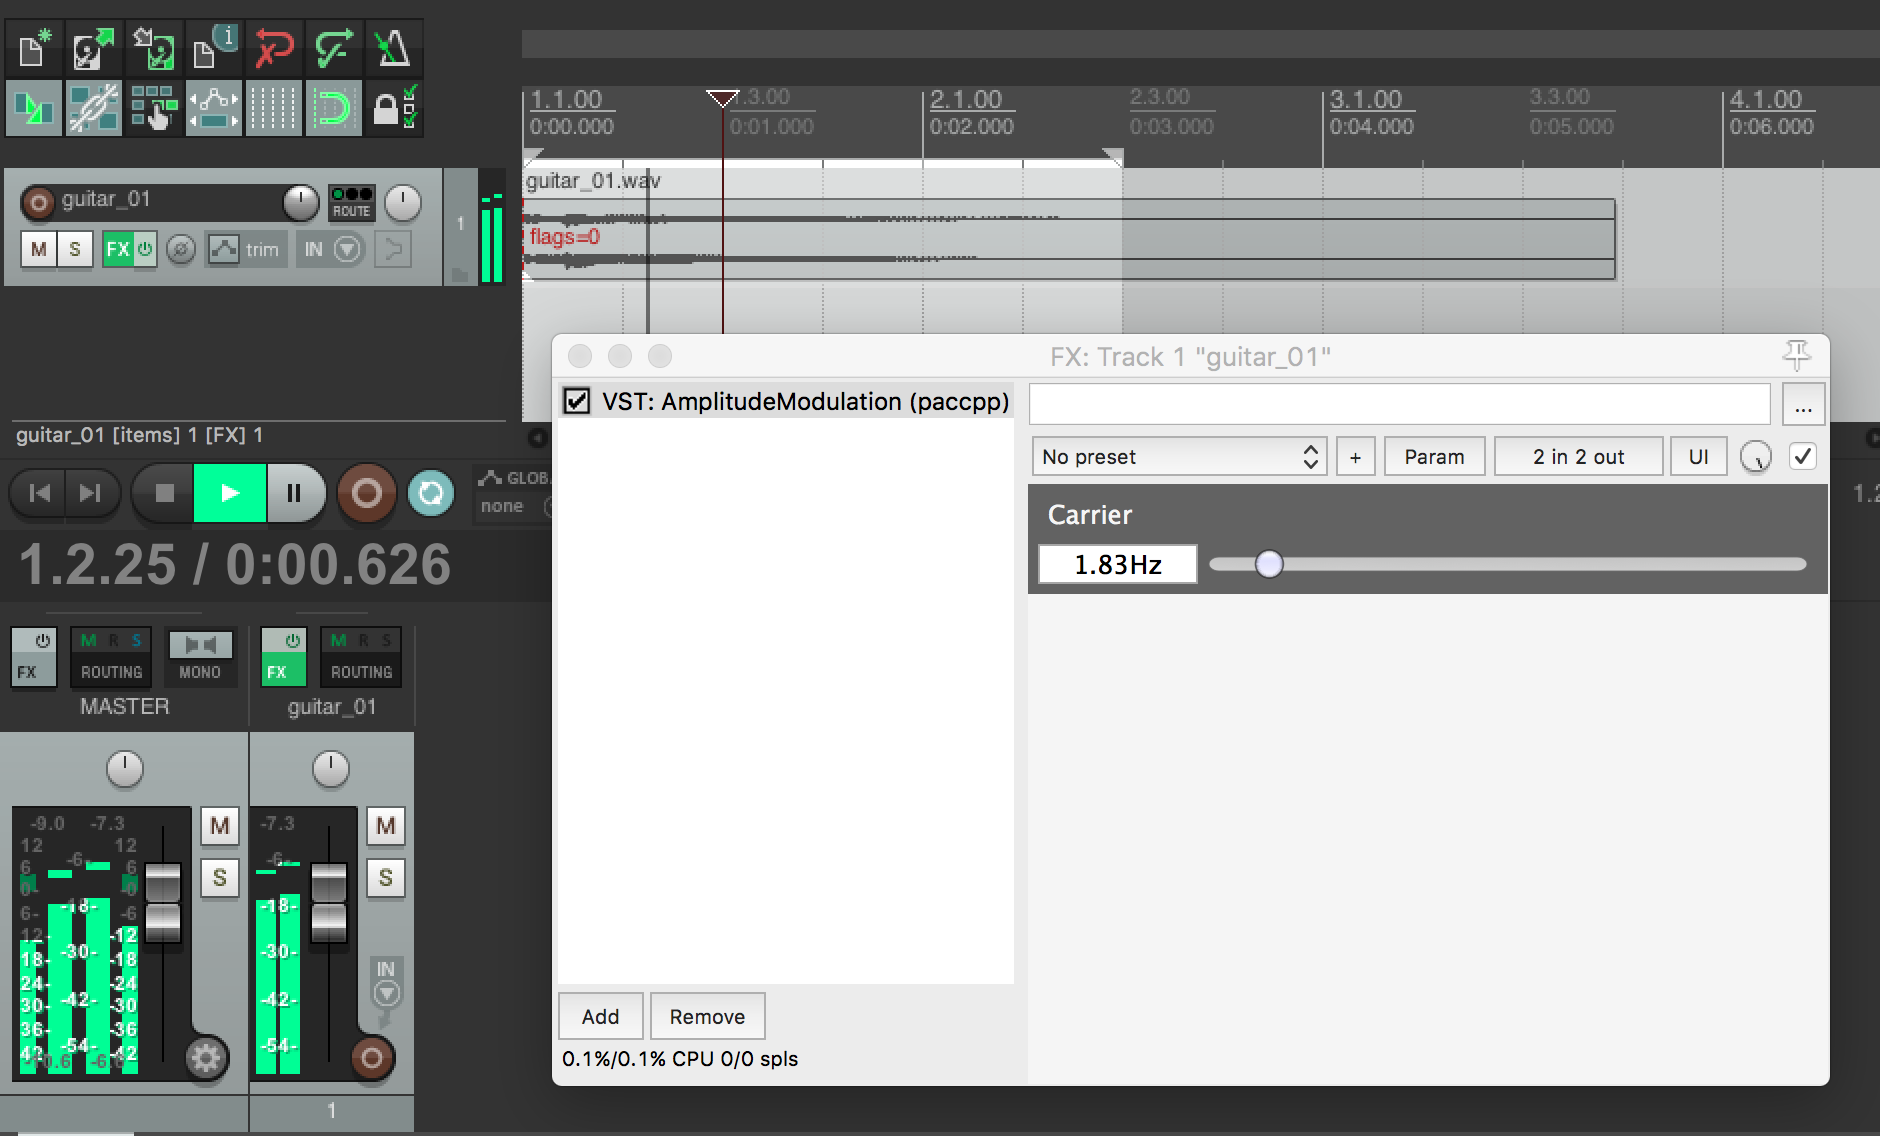 1.1.00 1.3.00 2.1.00 2.3.00 3.1.00 3.3.00 4.1.00
0:00.000 0:01.000 0:02.000 0:03.000 0:04.000 0:05.000 0:06.000
guitar_01.wav
flags=0
guitar_01
ROUTE
1
M S FX trim IN
guitar_01 [items] 1 [FX] 1
GLOB
none
1.2.25 / 0:00.626
FX M R S ROUTING MONO
MASTER
FX M R S ROUTING
guitar_01
-9.0 -7.3
12 12
6 -6- 6
0- -0
6- -18- -6
12- -12
18- -30- -18
24- -24
30- -42- -30
36- -36
42 -54- -42
M
S
-7.3
-6-
-18-
-30-
-42-
-54-
M
S
IN
1
FX: Track 1 "guitar_01"
VST: AmplitudeModulation (paccpp)
...
No preset + Param 2 in 2 out UI
Carrier
1.83Hz
Add Remove
0.1%/0.1% CPU 0/0 spls